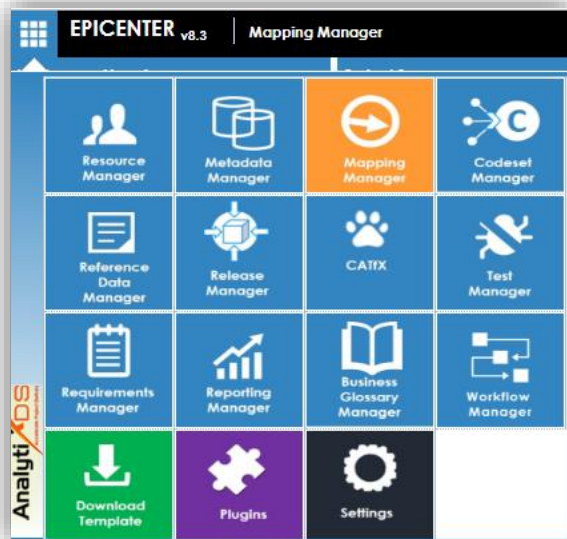 EPICENTER v8.3 Mapping Manager
Resource
Manager
Metadata
Manager
Mapping
Manager
C
Codeset
Manager
Reference
Data
Manager
Release
Manager
CATfX
Test
Manager
Requirements
Manager
Reporting
Manager
Business
Glossary
Manager
Workflow
Manager
AnalytiXDS
Download
Template
Plugins
Settings